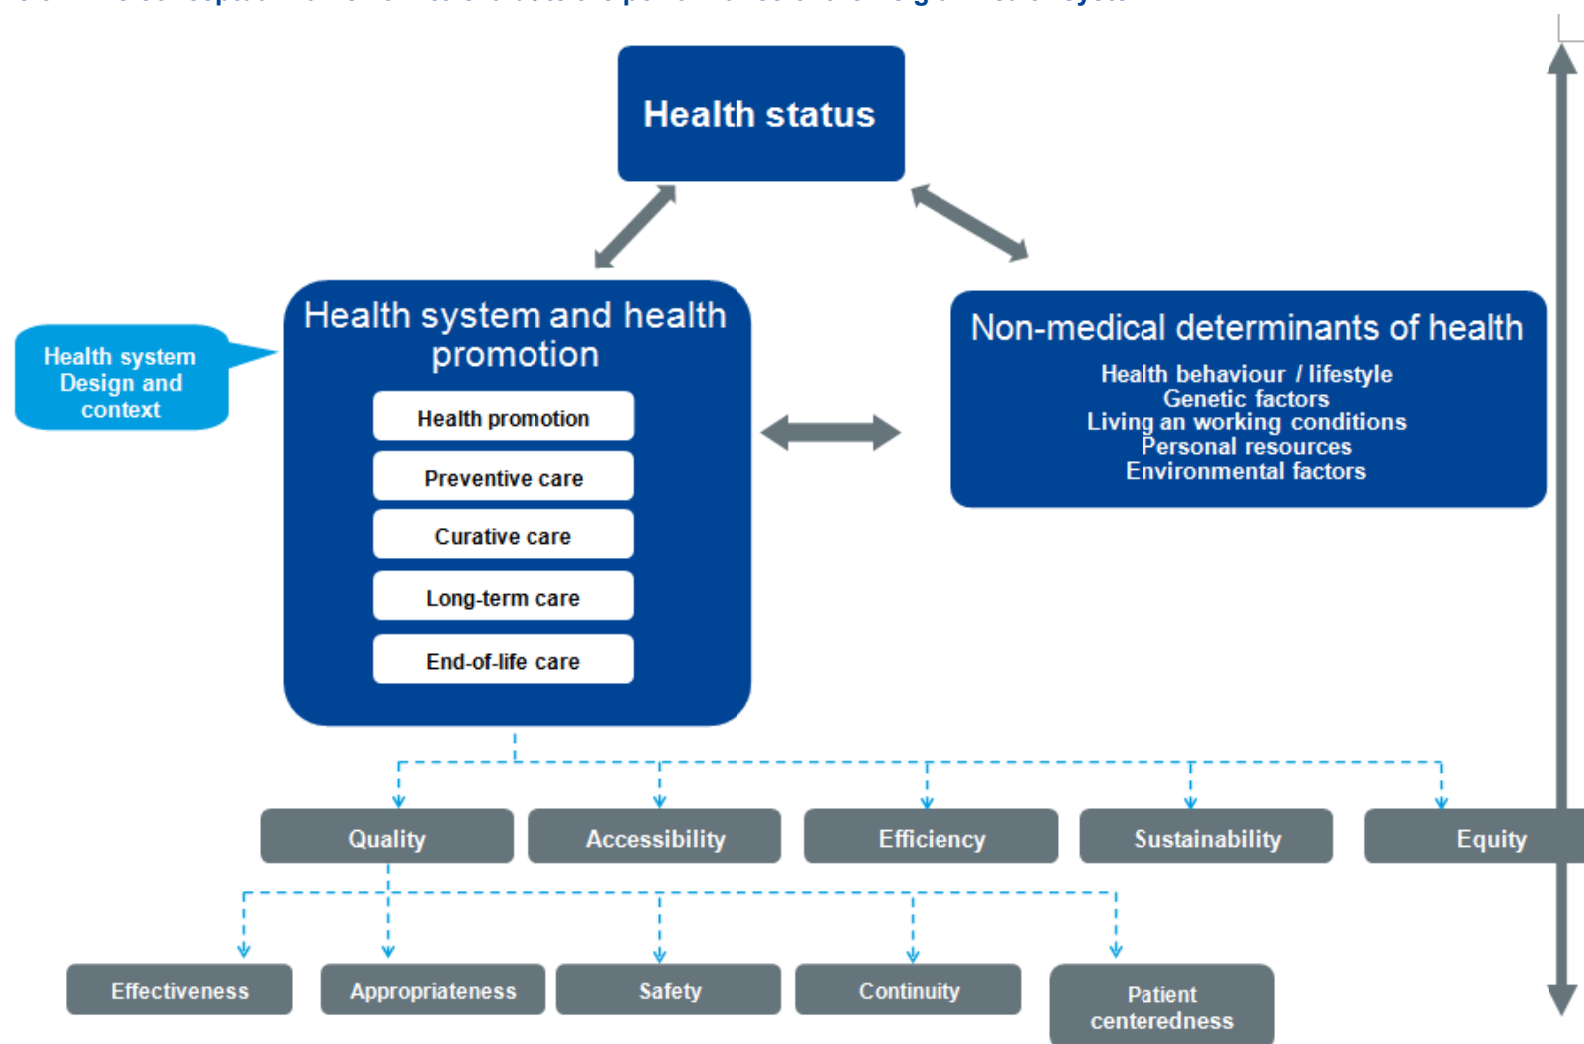 Health status
Health system and health
promotion
Health system
Design and
context
Health promotion
Preventive care
Curative care
Long-term care
End-of-life care
Non-medical determinants of health
Health behaviour / lifestyle
Genetic factors
Living an working conditions
Personal resources
Environmental factors
Quality
Accessibility
Efficiency
Sustainability
Equity
Effectiveness
Appropriateness
Safety
Continuity
Patient
centeredness